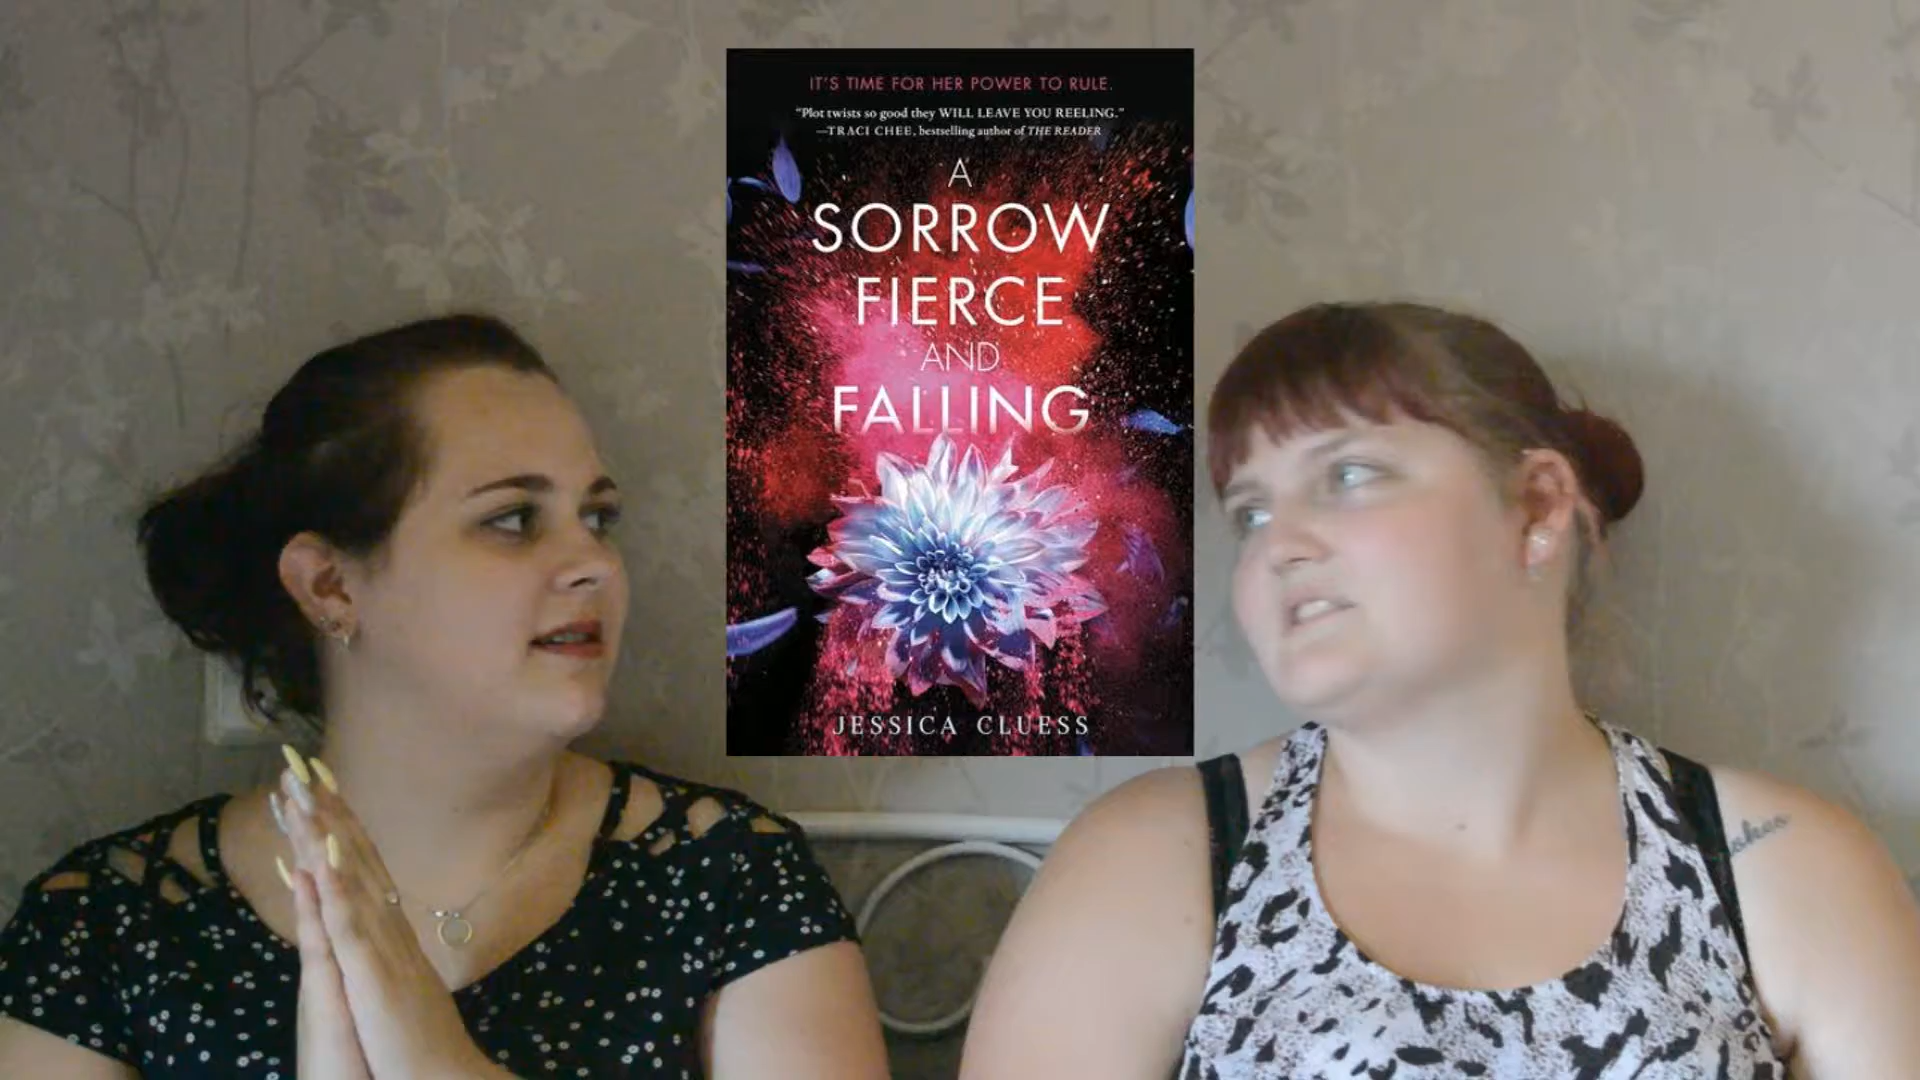 IT'S TIME FOR HER POWER TO RULE.
“Plot twists so good they WILL LEAVE YOU REELING.”
—TRACI CHEE, bestselling author of THE READER
A
SORROW
FIERCE
AND
FALLING
JESSICA CLUESS